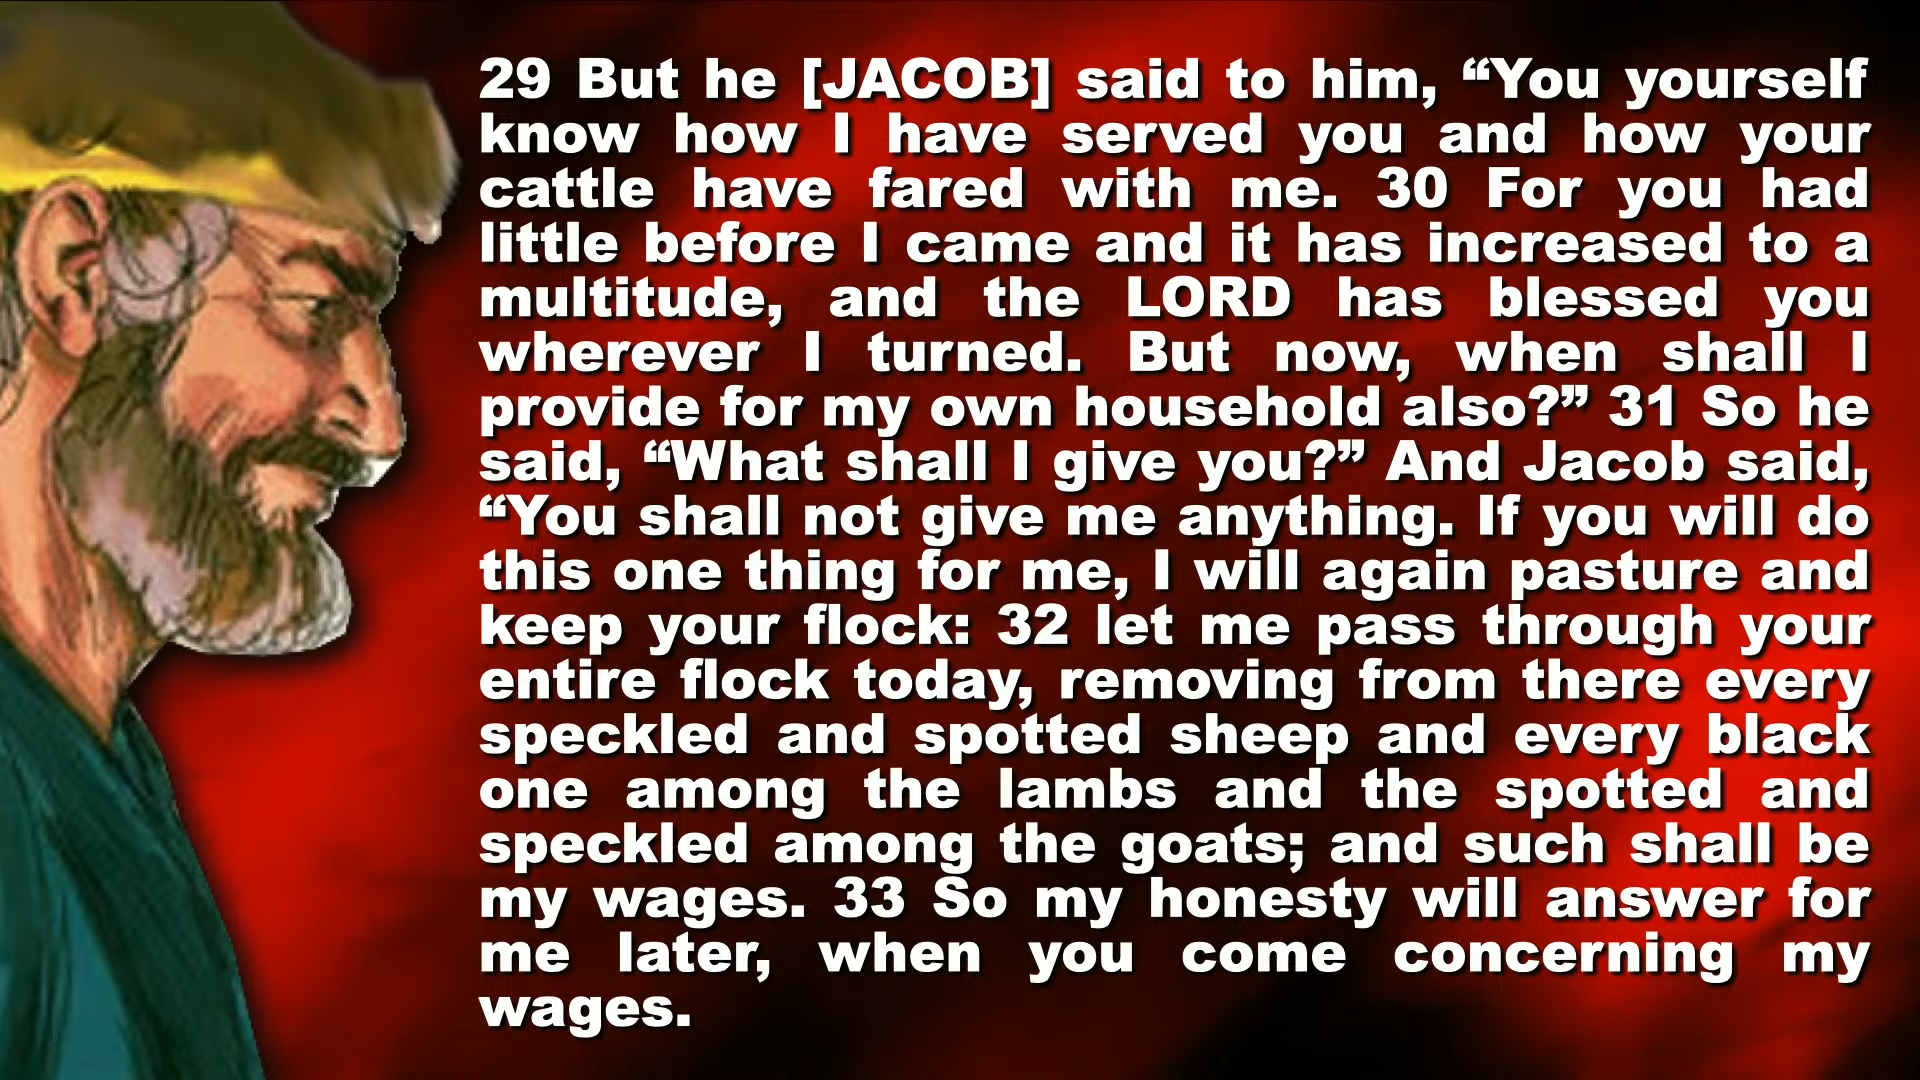 29 But he [JACOB] said to him, “You yourself
know how I have served you and how your
cattle have fared with me. 30 For you had
little before I came and it has increased to a
multitude, and the LORD has blessed you
wherever I turned. But now, when shall I
provide for my own household also?” 31 So he
said, “What shall I give you?” And Jacob said,
“You shall not give me anything. If you will do
this one thing for me, I will again pasture and
keep your flock: 32 let me pass through your
entire flock today, removing from there every
speckled and spotted sheep and every black
one among the lambs and the spotted and
speckled among the goats; and such shall be
my wages. 33 So my honesty will answer for
me later, when you come concerning my
wages.